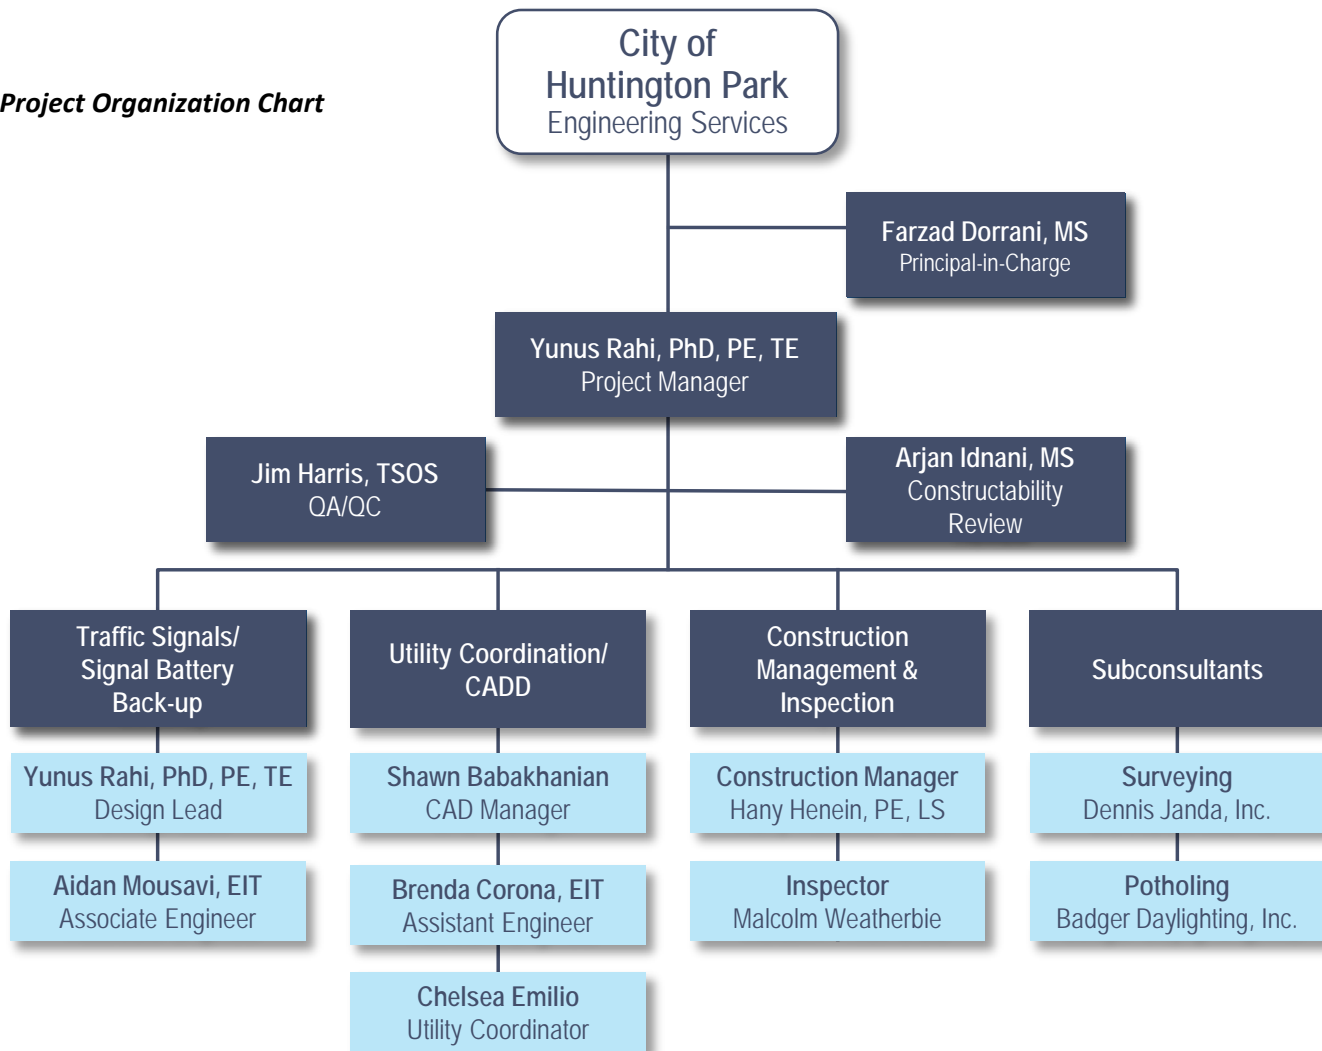 Project Organization Chart
City of
Huntington Park
Engineering Services
Farzad Dorrani, MS
Principal-in-Charge
Yunus Rahi, PhD, PE, TE
Project Manager
Jim Harris, TSOS
QA/QC
Arjan Idnani, MS
Constructability
Review
Traffic Signals/
Signal Battery
Back-up
Yunus Rahi, PhD, PE, TE
Design Lead
Aidan Mousavi, EIT
Associate Engineer
Utility Coordination/
CADD
Shawn Babakhanian
CAD Manager
Brenda Corona, EIT
Assistant Engineer
Chelsea Emilio
Utility Coordinator
Construction
Management &
Inspection
Construction Manager
Hany Henein, PE, LS
Inspector
Malcolm Weatherbie
Subconsultants
Surveying
Dennis Janda, Inc.
Potholing
Badger Daylighting, Inc.